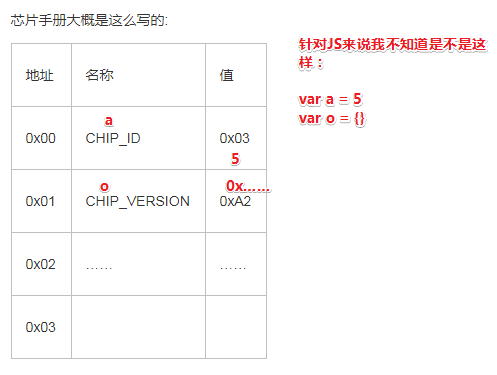 芯片手册大概是这么写的:
针对JS来说我不知道是不是这
样：
var a = 5
var o = {}
地址 名称 值
a
0x00 CHIP_ID 0x03
5
o 0x……
0x01 CHIP_VERSION 0xA2
0x02 …… ……
0x03